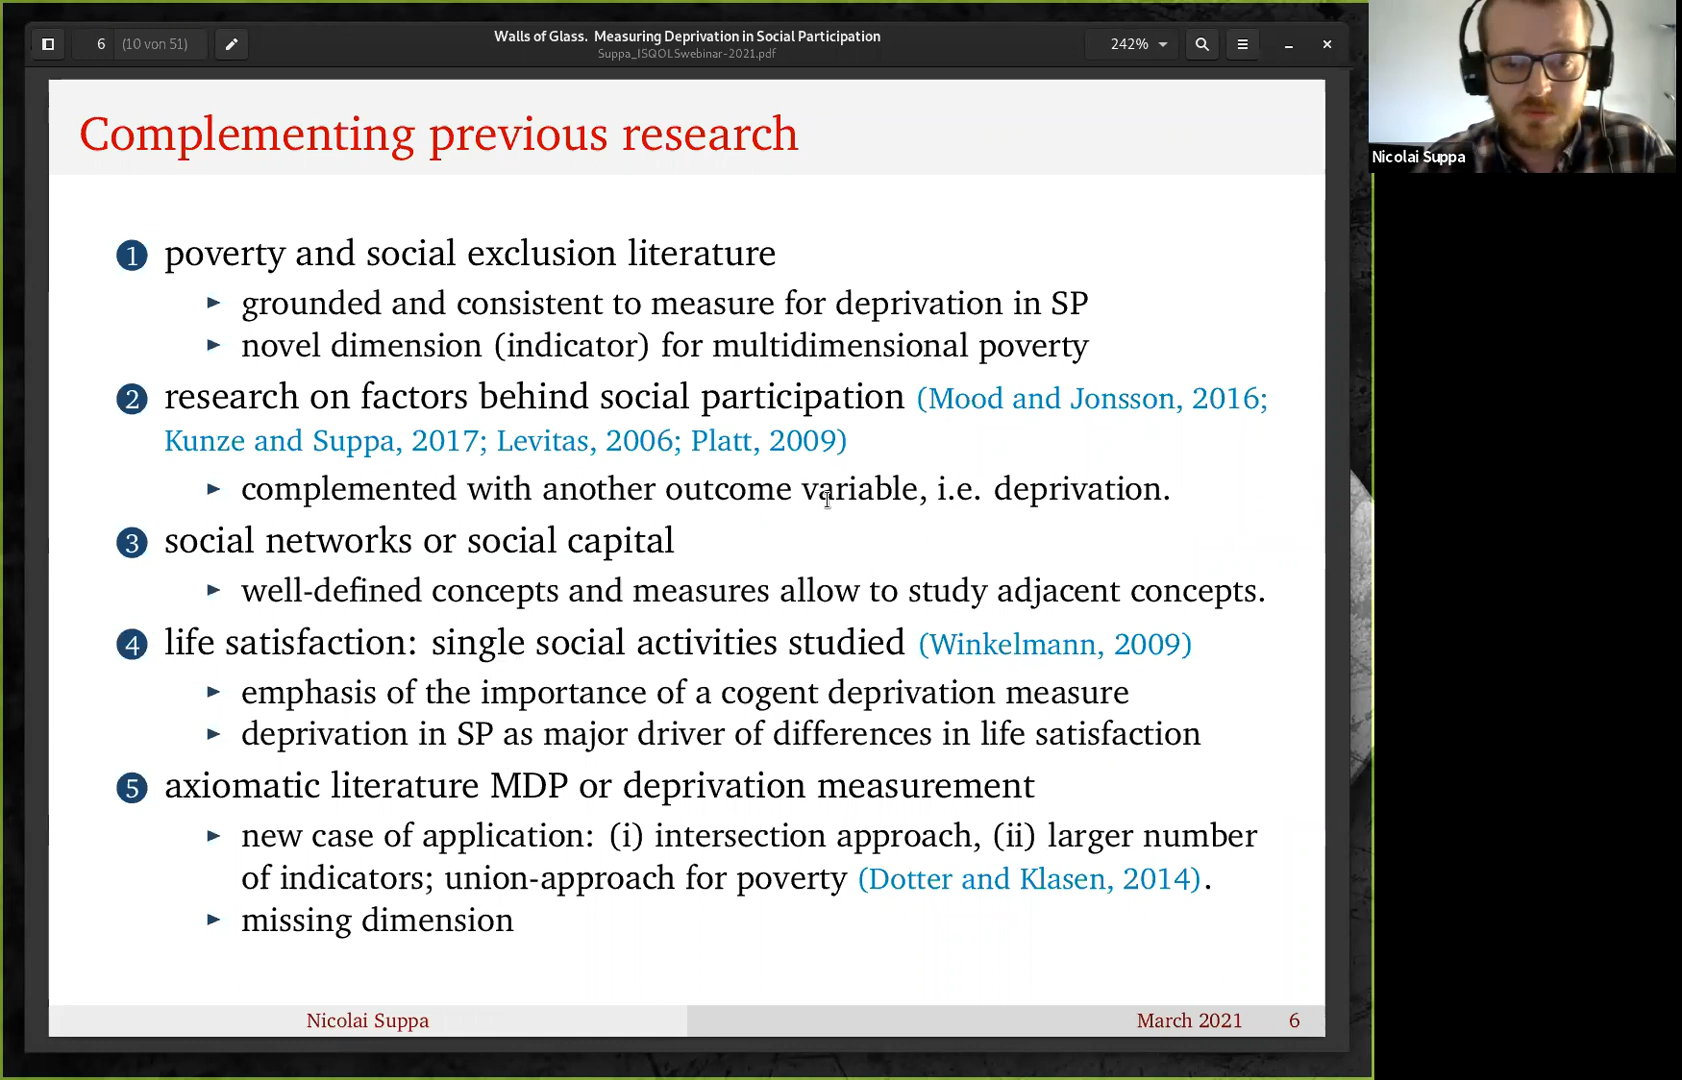 6 (10 von 51)
Walls of Glass. Measuring Deprivation in Social Participation
Suppa_ISQOLSwebinar-2021.pdf
242%
Nicolai Suppa
Complementing previous research
1 poverty and social exclusion literature
► grounded and consistent to measure for deprivation in SP
► novel dimension (indicator) for multidimensional poverty
2 research on factors behind social participation (Mood and Jonsson, 2016;
Kunze and Suppa, 2017; Levitas, 2006; Platt, 2009)
► complemented with another outcome variable, i.e. deprivation.
3 social networks or social capital
► well-defined concepts and measures allow to study adjacent concepts.
4 life satisfaction: single social activities studied (Winkelmann, 2009)
► emphasis of the importance of a cogent deprivation measure
► deprivation in SP as major driver of differences in life satisfaction
5 axiomatic literature MDP or deprivation measurement
► new case of application: (i) intersection approach, (ii) larger number
of indicators; union-approach for poverty (Dotter and Klasen, 2014).
► missing dimension
Nicolai Suppa March 2021 6